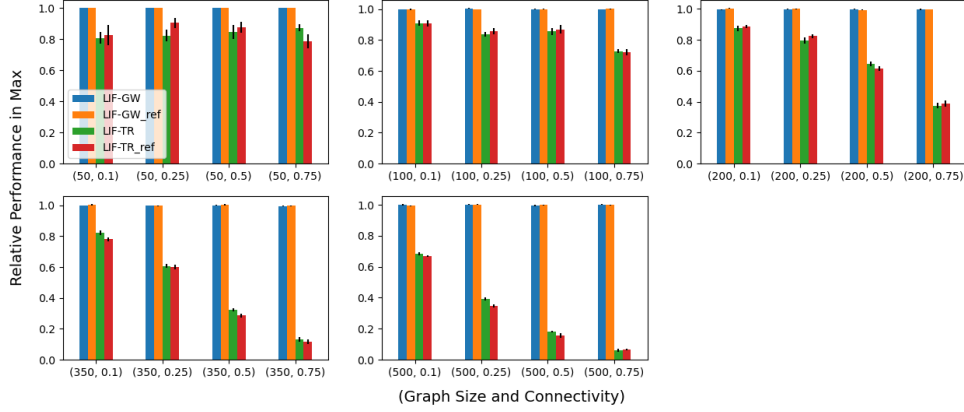 Relative Performance in Max
1.0
0.8
0.6
0.4
0.2
0.0
LIF-GW
LIF-GW_ref
LIF-TR
LIF-TR_ref
(50, 0.1) (50, 0.25) (50, 0.5) (50, 0.75)
1.0
0.8
0.6
0.4
0.2
0.0
(100, 0.1) (100, 0.25) (100, 0.5) (100, 0.75)
1.0
0.8
0.6
0.4
0.2
0.0
(200, 0.1) (200, 0.25) (200, 0.5) (200, 0.75)
1.0
0.8
0.6
0.4
0.2
0.0
(350, 0.1) (350, 0.25) (350, 0.5) (350, 0.75)
1.0
0.8
0.6
0.4
0.2
0.0
(500, 0.1) (500, 0.25) (500, 0.5) (500, 0.75)
(Graph Size and Connectivity)